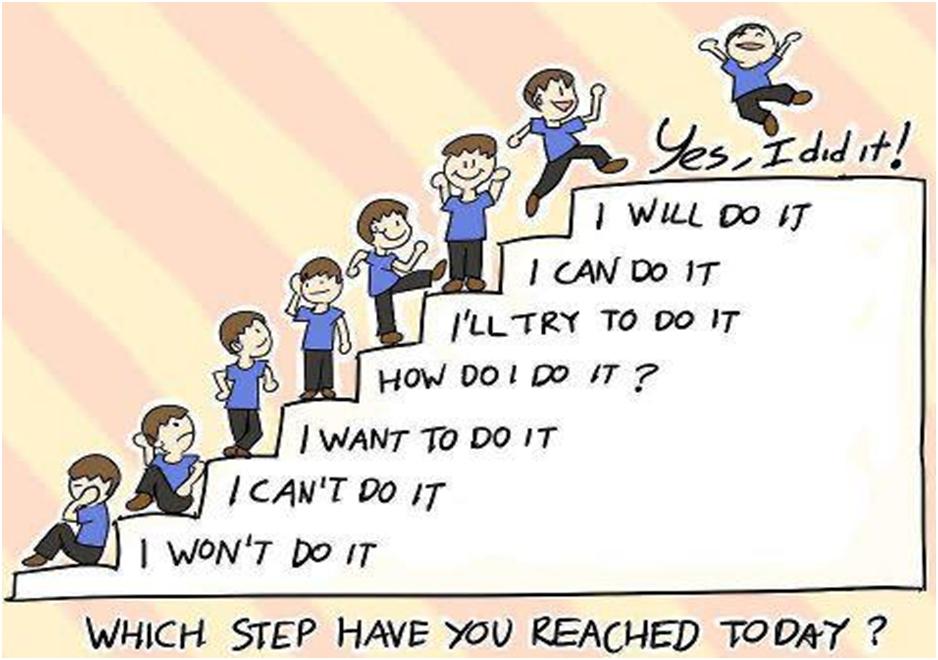 Yes, I did it!
I WILL DO IT
I CAN DO IT
I'LL TRY TO DO IT
HOW DO I DO IT ?
I WANT TO DO IT
I CAN'T DO IT
I WON'T DO IT
WHICH STEP HAVE YOU REACHED TODAY ?